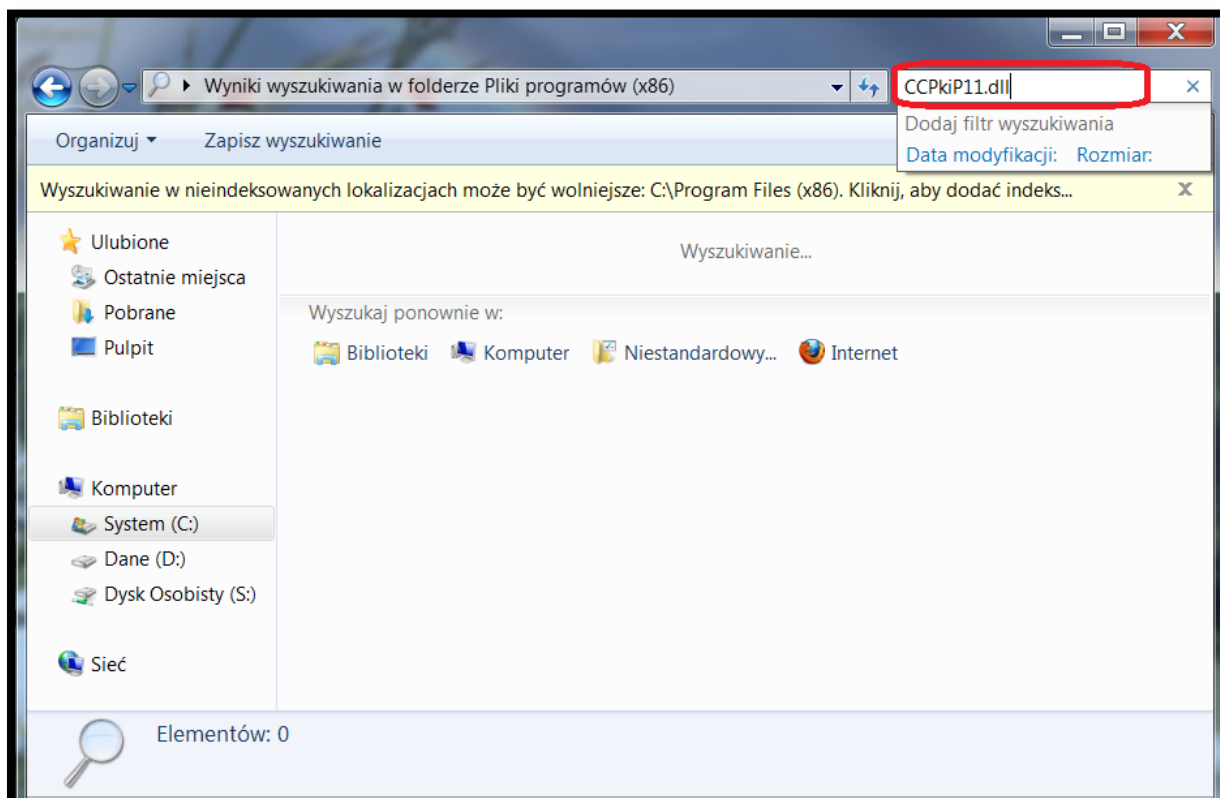 Wyniki wyszukiwania w folderze Pliki programów (x86)
CCPkiP11.dll
Dodaj filtr wyszukiwania
Data modyfikacji: Rozmiar:
Organizuj
Zapisz wyszukiwanie
Wyszukiwanie w nieindeksowanych lokalizacjach może być wolniejsze: C:\Program Files (x86). Kliknij, aby dodać indeks...
Ulubione
Ostatnie miejsca
Pobrane
Pulpit
Biblioteki
Komputer
System (C:)
Dane (D:)
Dysk Osobisty (S:)
Sieć
Wyszukiwanie...
Wyszukaj ponownie w:
Biblioteki Komputer Niestandardowy... Internet
Elementów: 0